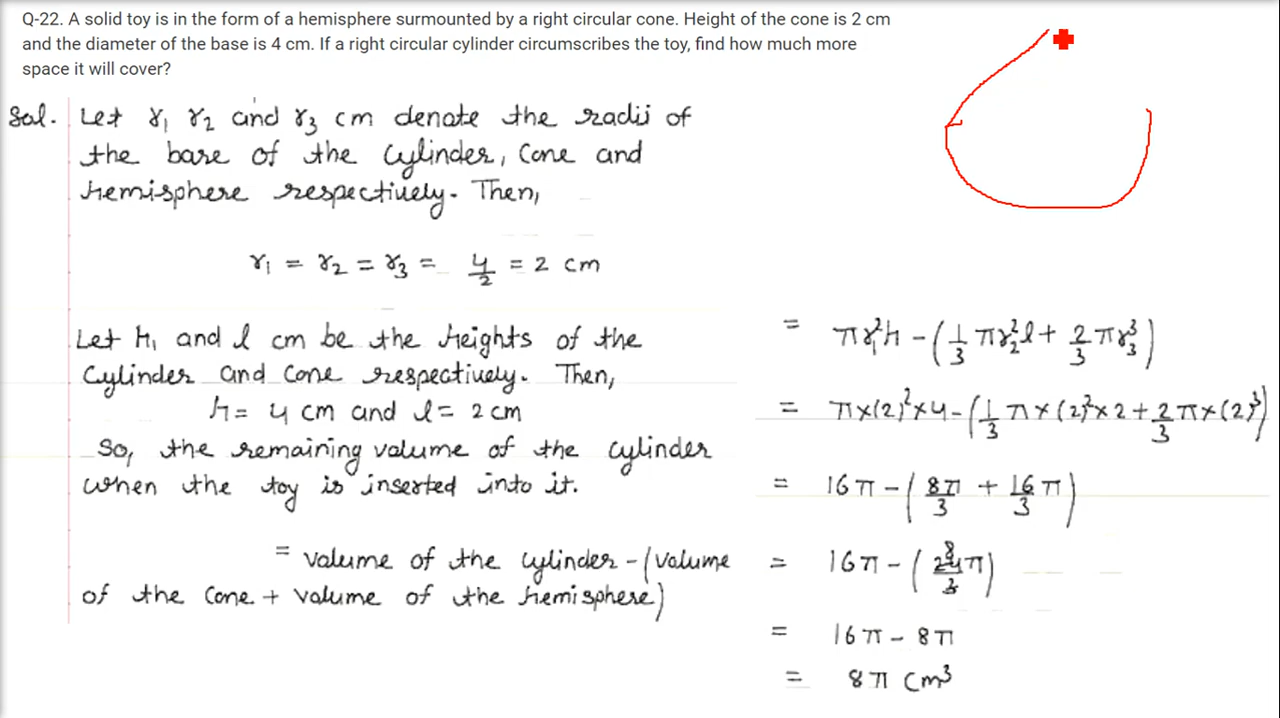 Q-22. A solid toy is in the form of a hemisphere surmounted by a right circular cone. Height of the cone is 2 cm
and the diameter of the base is 4 cm. If a right circular cylinder circumscribes the toy, find how much more
space it will cover?
Sol. Let r₁ r₂ and r₃ cm denate the radii of
the bare of the Cylinder, Cone and
hemisphere respectively. Then,
r₁ = r₂ = r₃ = 4/2 = 2 cm
Let h₁ and l cm be the heights of the
Cylinder and Cone respectively. Then,
h = 4 cm and l = 2 cm
So, the remaining valume of the cylinder
when the toy is inserted into it.
= valume of the cylinder - (valume
of the Cone + valume of the hemisphere)
= πr₁²h - (1/3 πr₂²l + 2/3 πr₃³)
= π×(2)²×4 - (1/3 π×(2)²×2 + 2/3 π×(2)³)
= 16π - (8π/3 + 16/3 π)
= 16π - (24/3 π) 8
= 16π - 8π
= 8π cm³